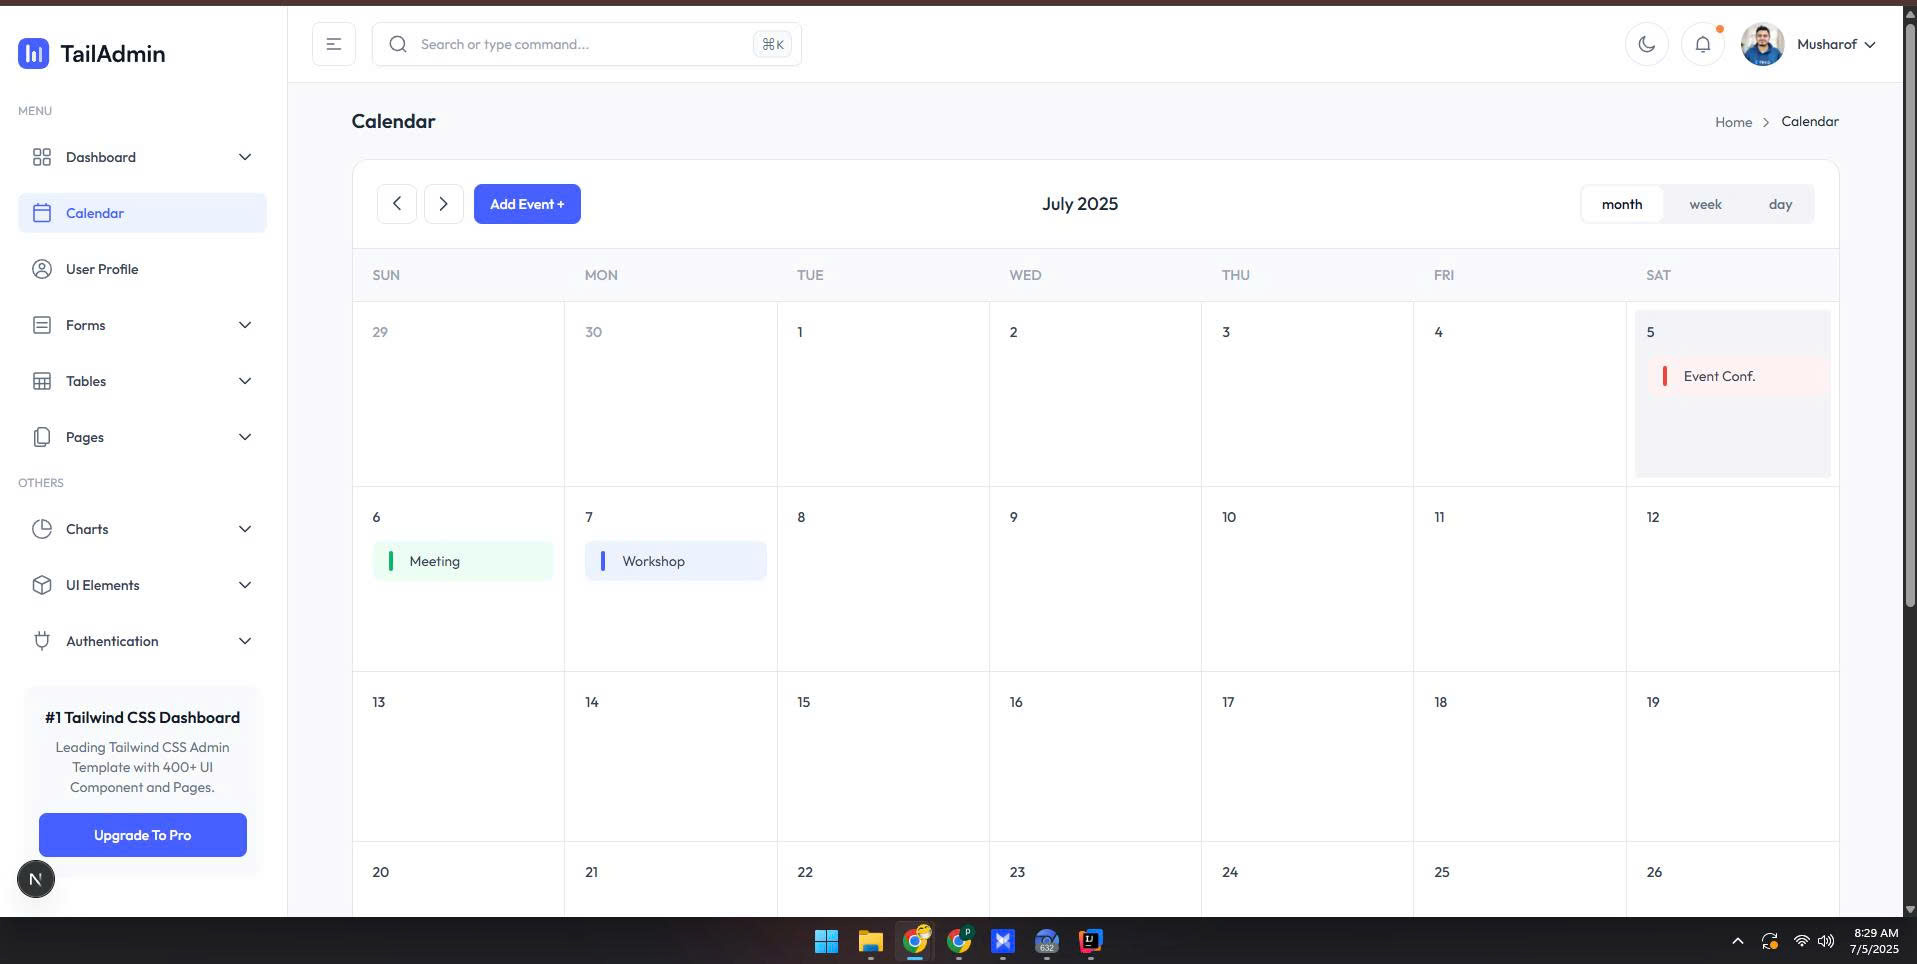 TailAdmin
Search or type command...
⌘K
Musharof
MENU
Dashboard
Calendar
User Profile
Forms
Tables
Pages
OTHERS
Charts
UI Elements
Authentication
#1 Tailwind CSS Dashboard
Leading Tailwind CSS Admin
Template with 400+ UI
Component and Pages.
Upgrade To Pro
N
Calendar
Home > Calendar
Add Event +
July 2025
month week day
SUN MON TUE WED THU FRI SAT
29 30 1 2 3 4 5
Event Conf.
6 7 8 9 10 11 12
Meeting Workshop
13 14 15 16 17 18 19
20 21 22 23 24 25 26
P
632
IJ
8:29 AM
7/5/2025